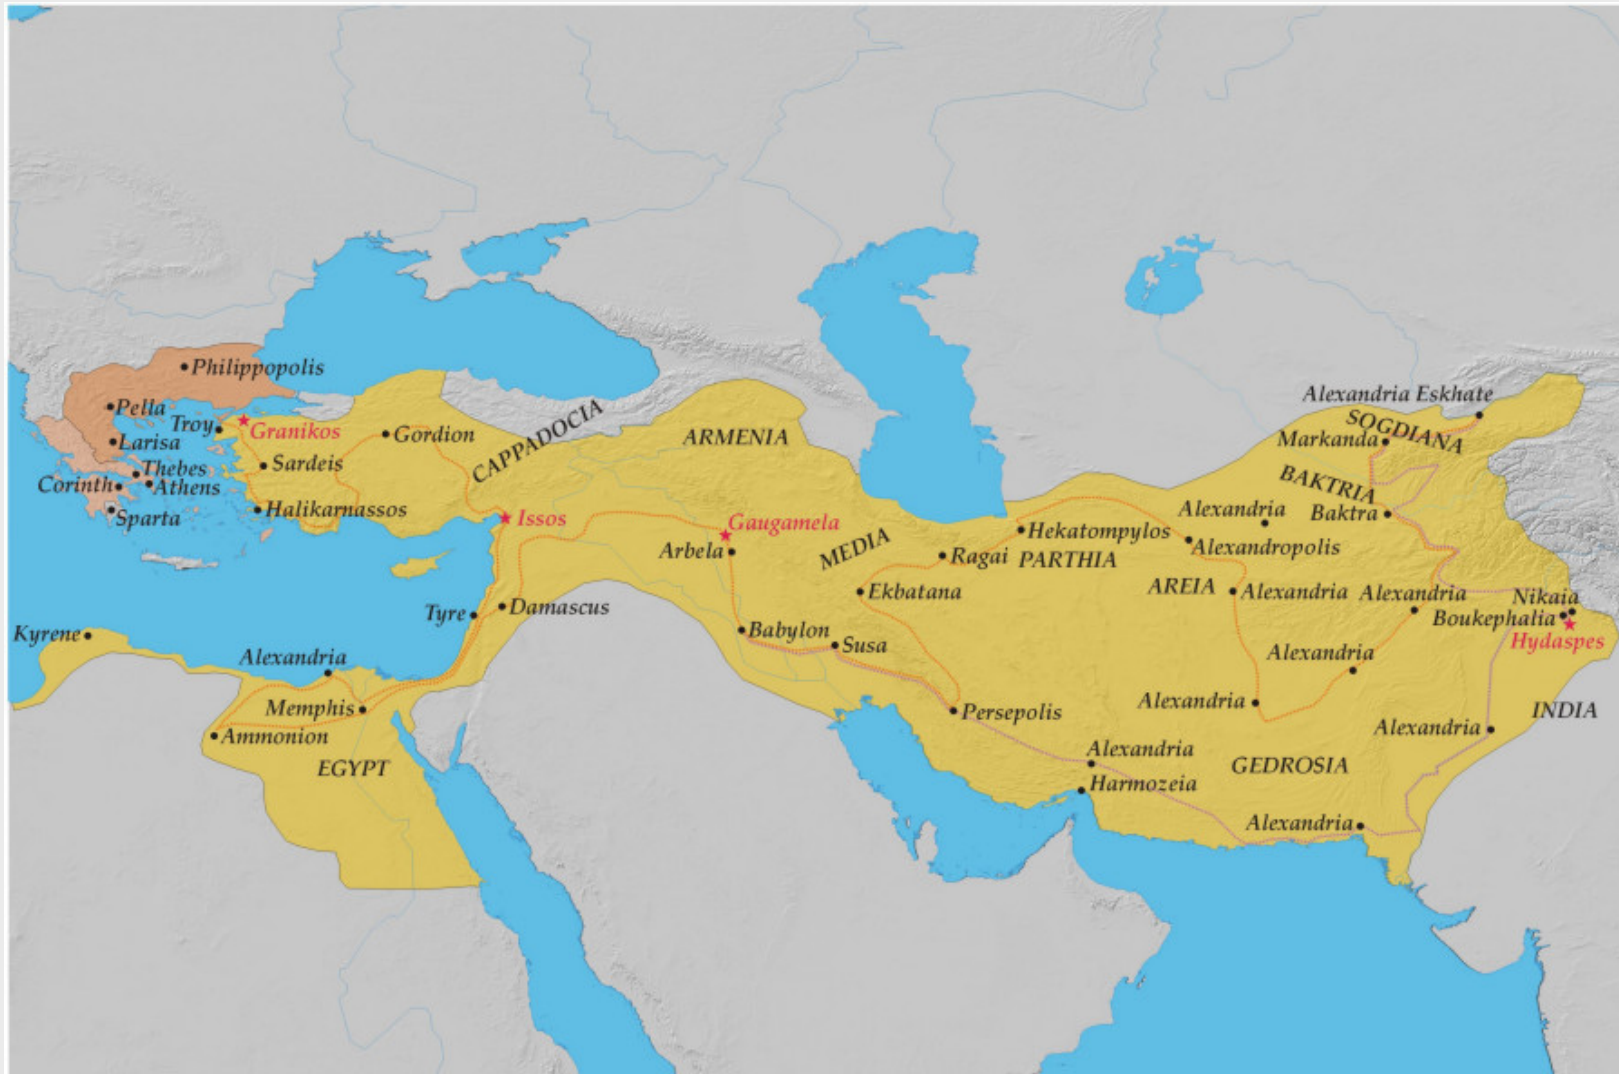 Philippopolis
Pella
Troy
Granikos
Larisa
Gordion
Thebes
Sardeis
Corinth
Athens
Sparta
Halikarnassos
CAPPADOCIA
ARMENIA
Issos
Gaugamela
Arbela
MEDIA
Ragai
Hekatompylos
PARTHIA
Ekbatana
Alexandria Eskhate
SOGDIANA
Markanda
BAKTRIA
Baktra
Alexandria
Alexandropolis
AREIA
Alexandria
Alexandria
Nikaia
Boukephalia
Hydaspes
Tyre
Damascus
Kyrene
Babylon
Susa
Alexandria
Alexandria
Memphis
Persepolis
Alexandria
INDIA
Ammonion
Alexandria
EGYPT
Alexandria
GEDROSIA
Harmozeia
Alexandria